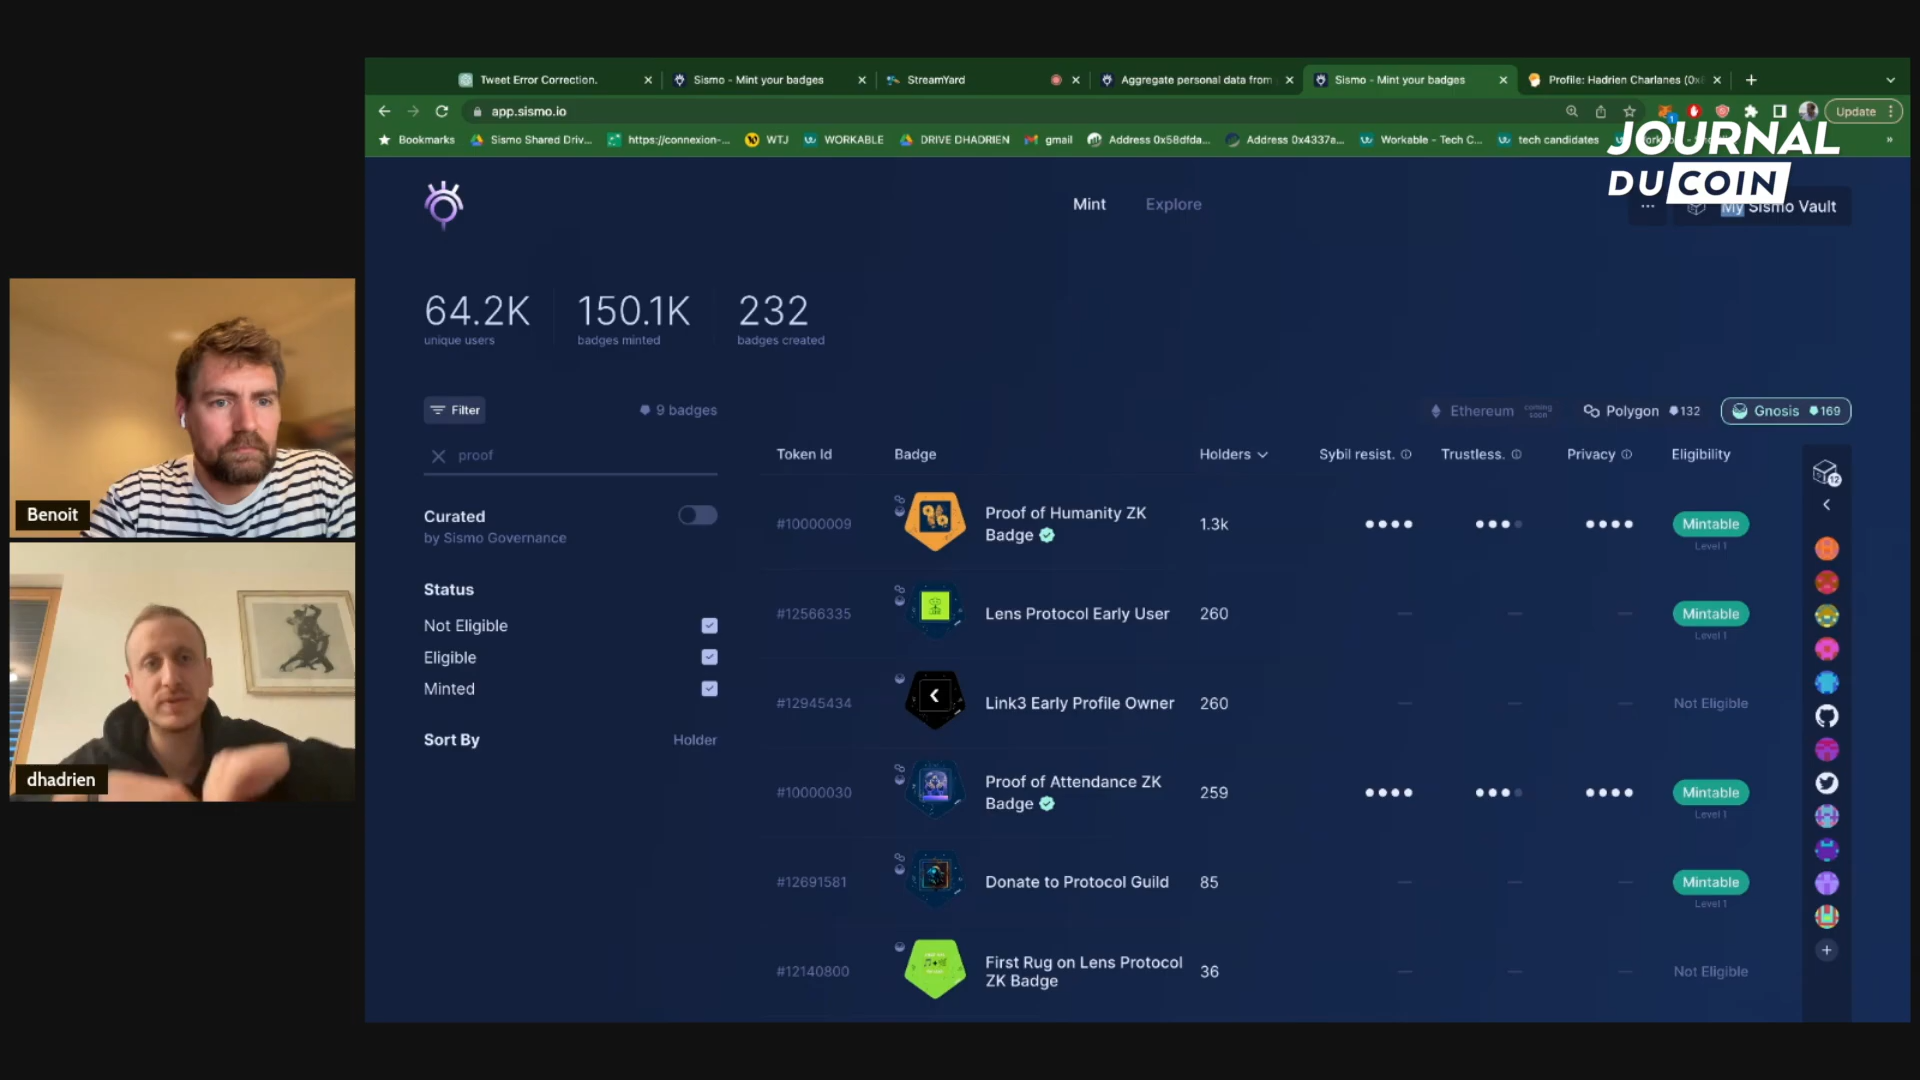 Tweet Error Correction.
Sismo - Mint your badges
StreamYard
Aggregate personal data from
Sismo - Mint your badges
Profile: Hadrien Charlanes (0x
app.sismo.io
Update
Bookmarks
Sismo Shared Driv...
https://connexion-...
WTJ
WORKABLE
DRIVE DHADRIEN
gmail
Address 0x58dfda...
Address 0x4337a...
Workable - Tech C...
tech candidates
JOURNAL
DU COIN
Mint
Explore
My Sismo Vault
64.2K
unique users
150.1K
badges minted
232
badges created
Filter
9 badges
Ethereum
coming soon
Polygon
132
Gnosis
169
proof
Token Id
Badge
Holders
Sybil resist.
Trustless.
Privacy
Eligibility
12
Curated
by Sismo Governance
Status
Not Eligible
Eligible
Minted
Sort By
Holder
#10000009
Proof of Humanity ZK
Badge
1.3k
Mintable
Level 1
#12566335
Lens Protocol Early User
260
Mintable
Level 1
#12945434
Link3 Early Profile Owner
260
Not Eligible
#10000030
Proof of Attendance ZK
Badge
259
Mintable
Level 1
#12691581
Donate to Protocol Guild
85
Mintable
Level 1
#12140800
First Rug on Lens Protocol
ZK Badge
36
Not Eligible
Benoit
dhadrien